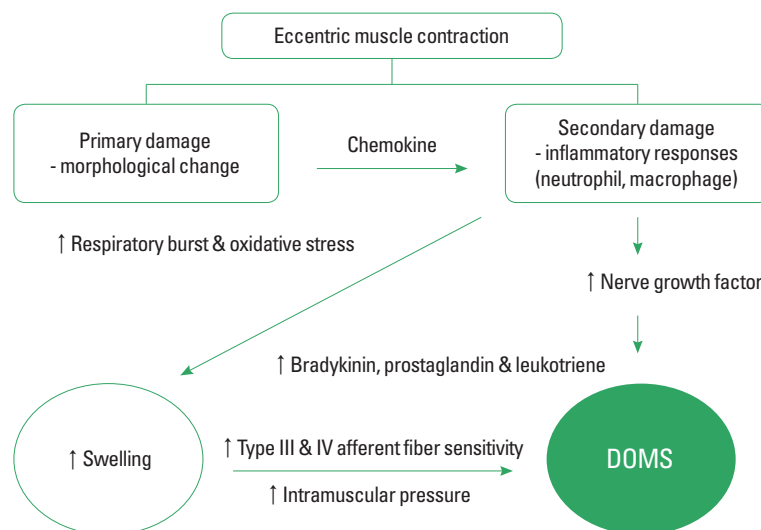 Eccentric muscle contraction
Primary damage
- morphological change
Chemokine
Secondary damage
- inflammatory responses
(neutrophil, macrophage)
↑ Respiratory burst & oxidative stress
↑ Nerve growth factor
↑ Bradykinin, prostaglandin & leukotriene
↑ Swelling
↑ Type III & IV afferent fiber sensitivity
↑ Intramuscular pressure
DOMS